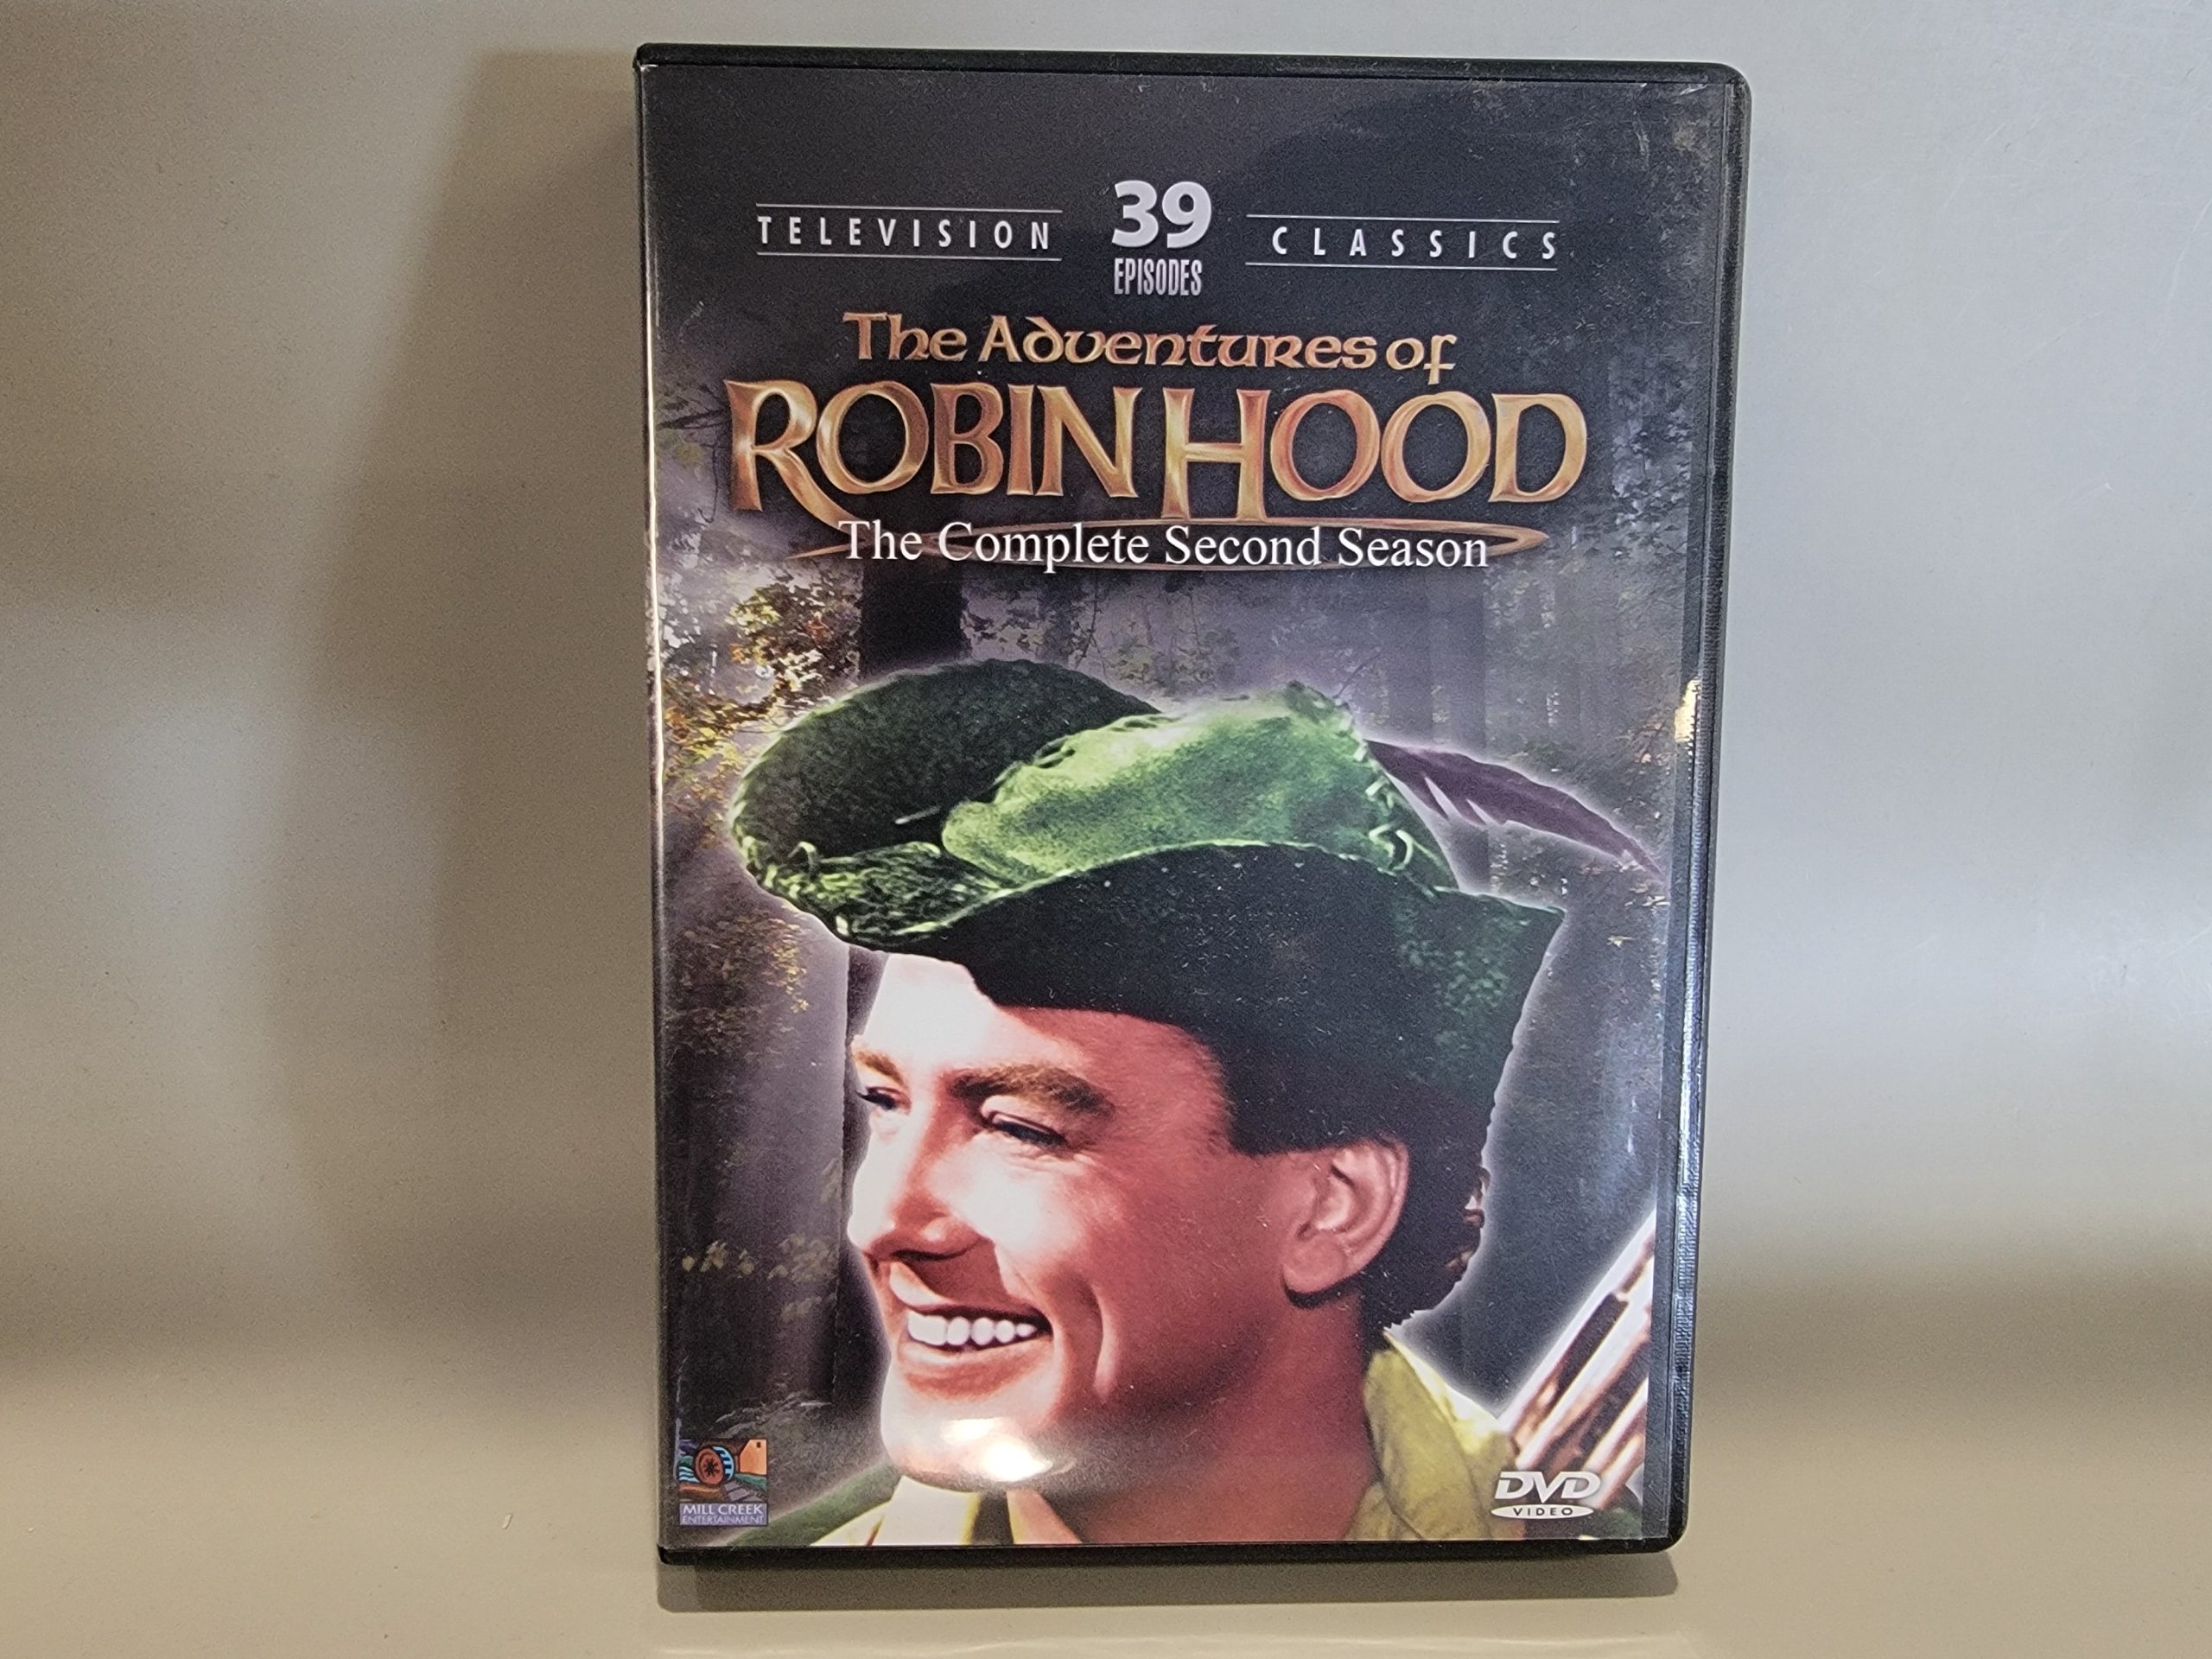 TELEVISION 39 CLASSICS
EPISODES
The Adventures of
ROBIN HOOD
The Complete Second Season
MILL CREEK
ENTERTAINMENT
DVD
VIDEO